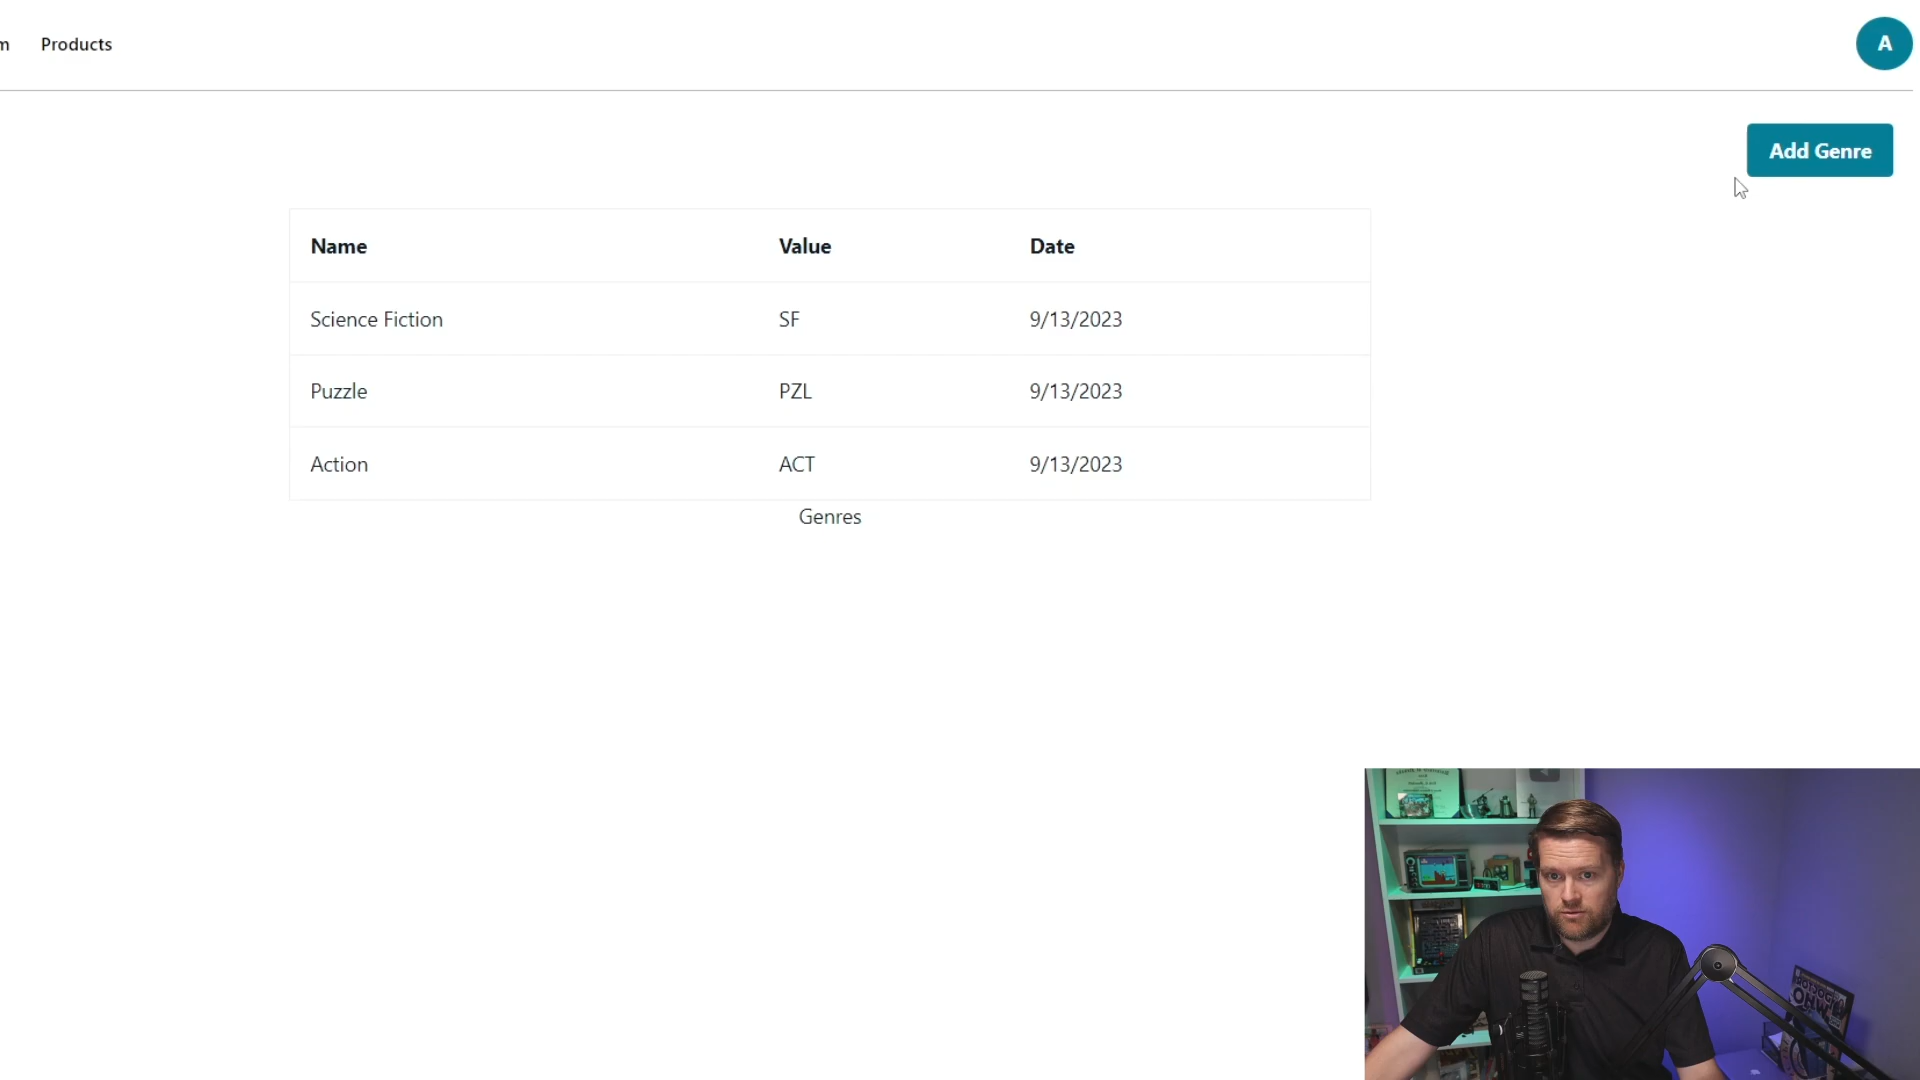 m Products A
Add Genre
Name Value Date
Science Fiction SF 9/13/2023
Puzzle PZL 9/13/2023
Action ACT 9/13/2023
Genres